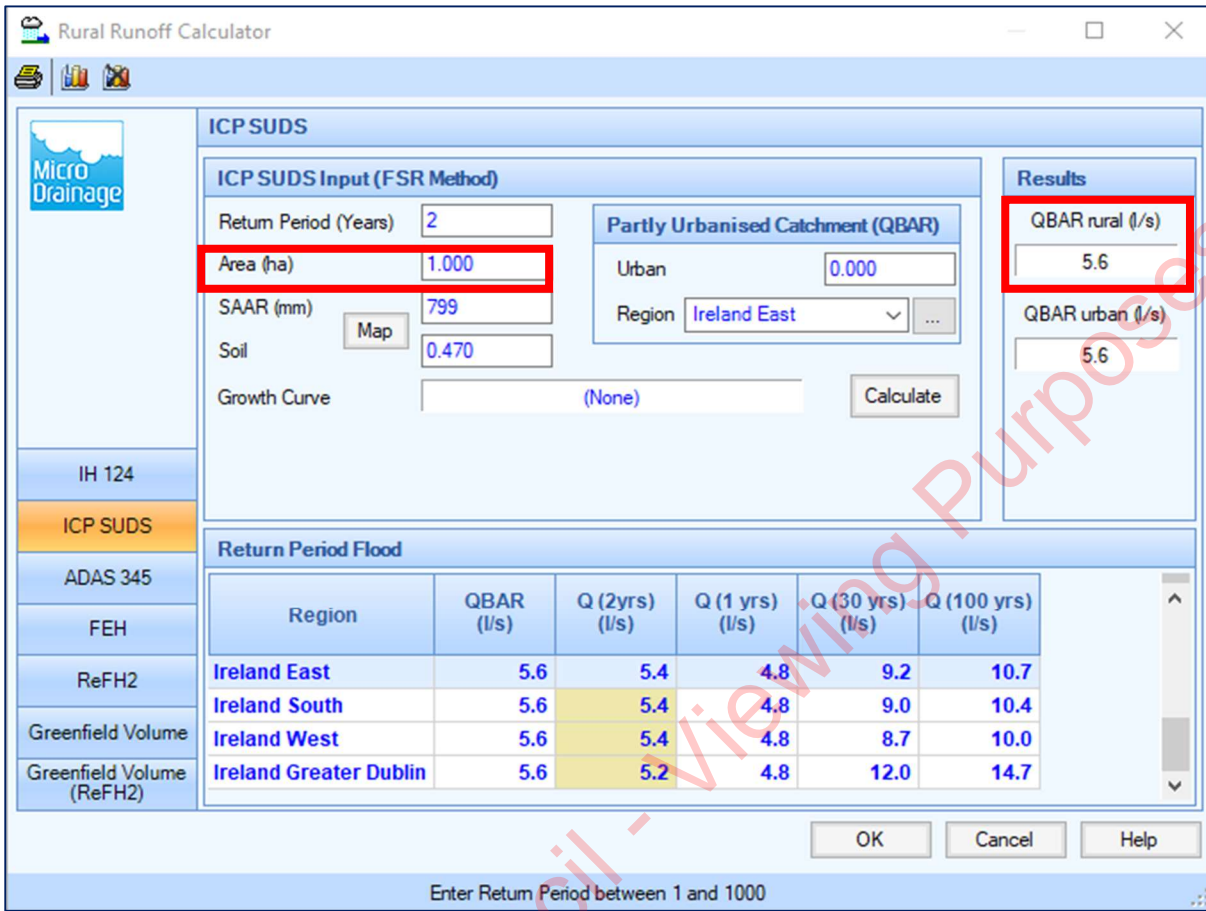 Rural Runoff Calculator
Micro
Drainage
ICP SUDS
ICP SUDS Input (FSR Method)
Return Period (Years) 2
Area (ha) 1.000
SAAR (mm) 799
Map
Soil 0.470
Growth Curve (None)
Calculate
Partly Urbanised Catchment (QBAR)
Urban 0.000
Region Ireland East ...
Results
QBAR rural (l/s)
5.6
QBAR urban (l/s)
5.6
IH 124
ICP SUDS
ADAS 345
FEH
ReFH2
Greenfield Volume
Greenfield Volume
(ReFH2)
Return Period Flood
Region QBAR (l/s) Q (2yrs) (l/s) Q (1 yrs) (l/s) Q (30 yrs) (l/s) Q (100 yrs) (l/s)
Ireland East 5.6 5.4 4.8 9.2 10.7
Ireland South 5.6 5.4 4.8 9.0 10.4
Ireland West 5.6 5.4 4.8 8.7 10.0
Ireland Greater Dublin 5.6 5.2 4.8 12.0 14.7
OK Cancel Help
Enter Return Period between 1 and 1000
cil - Viewing Purposes